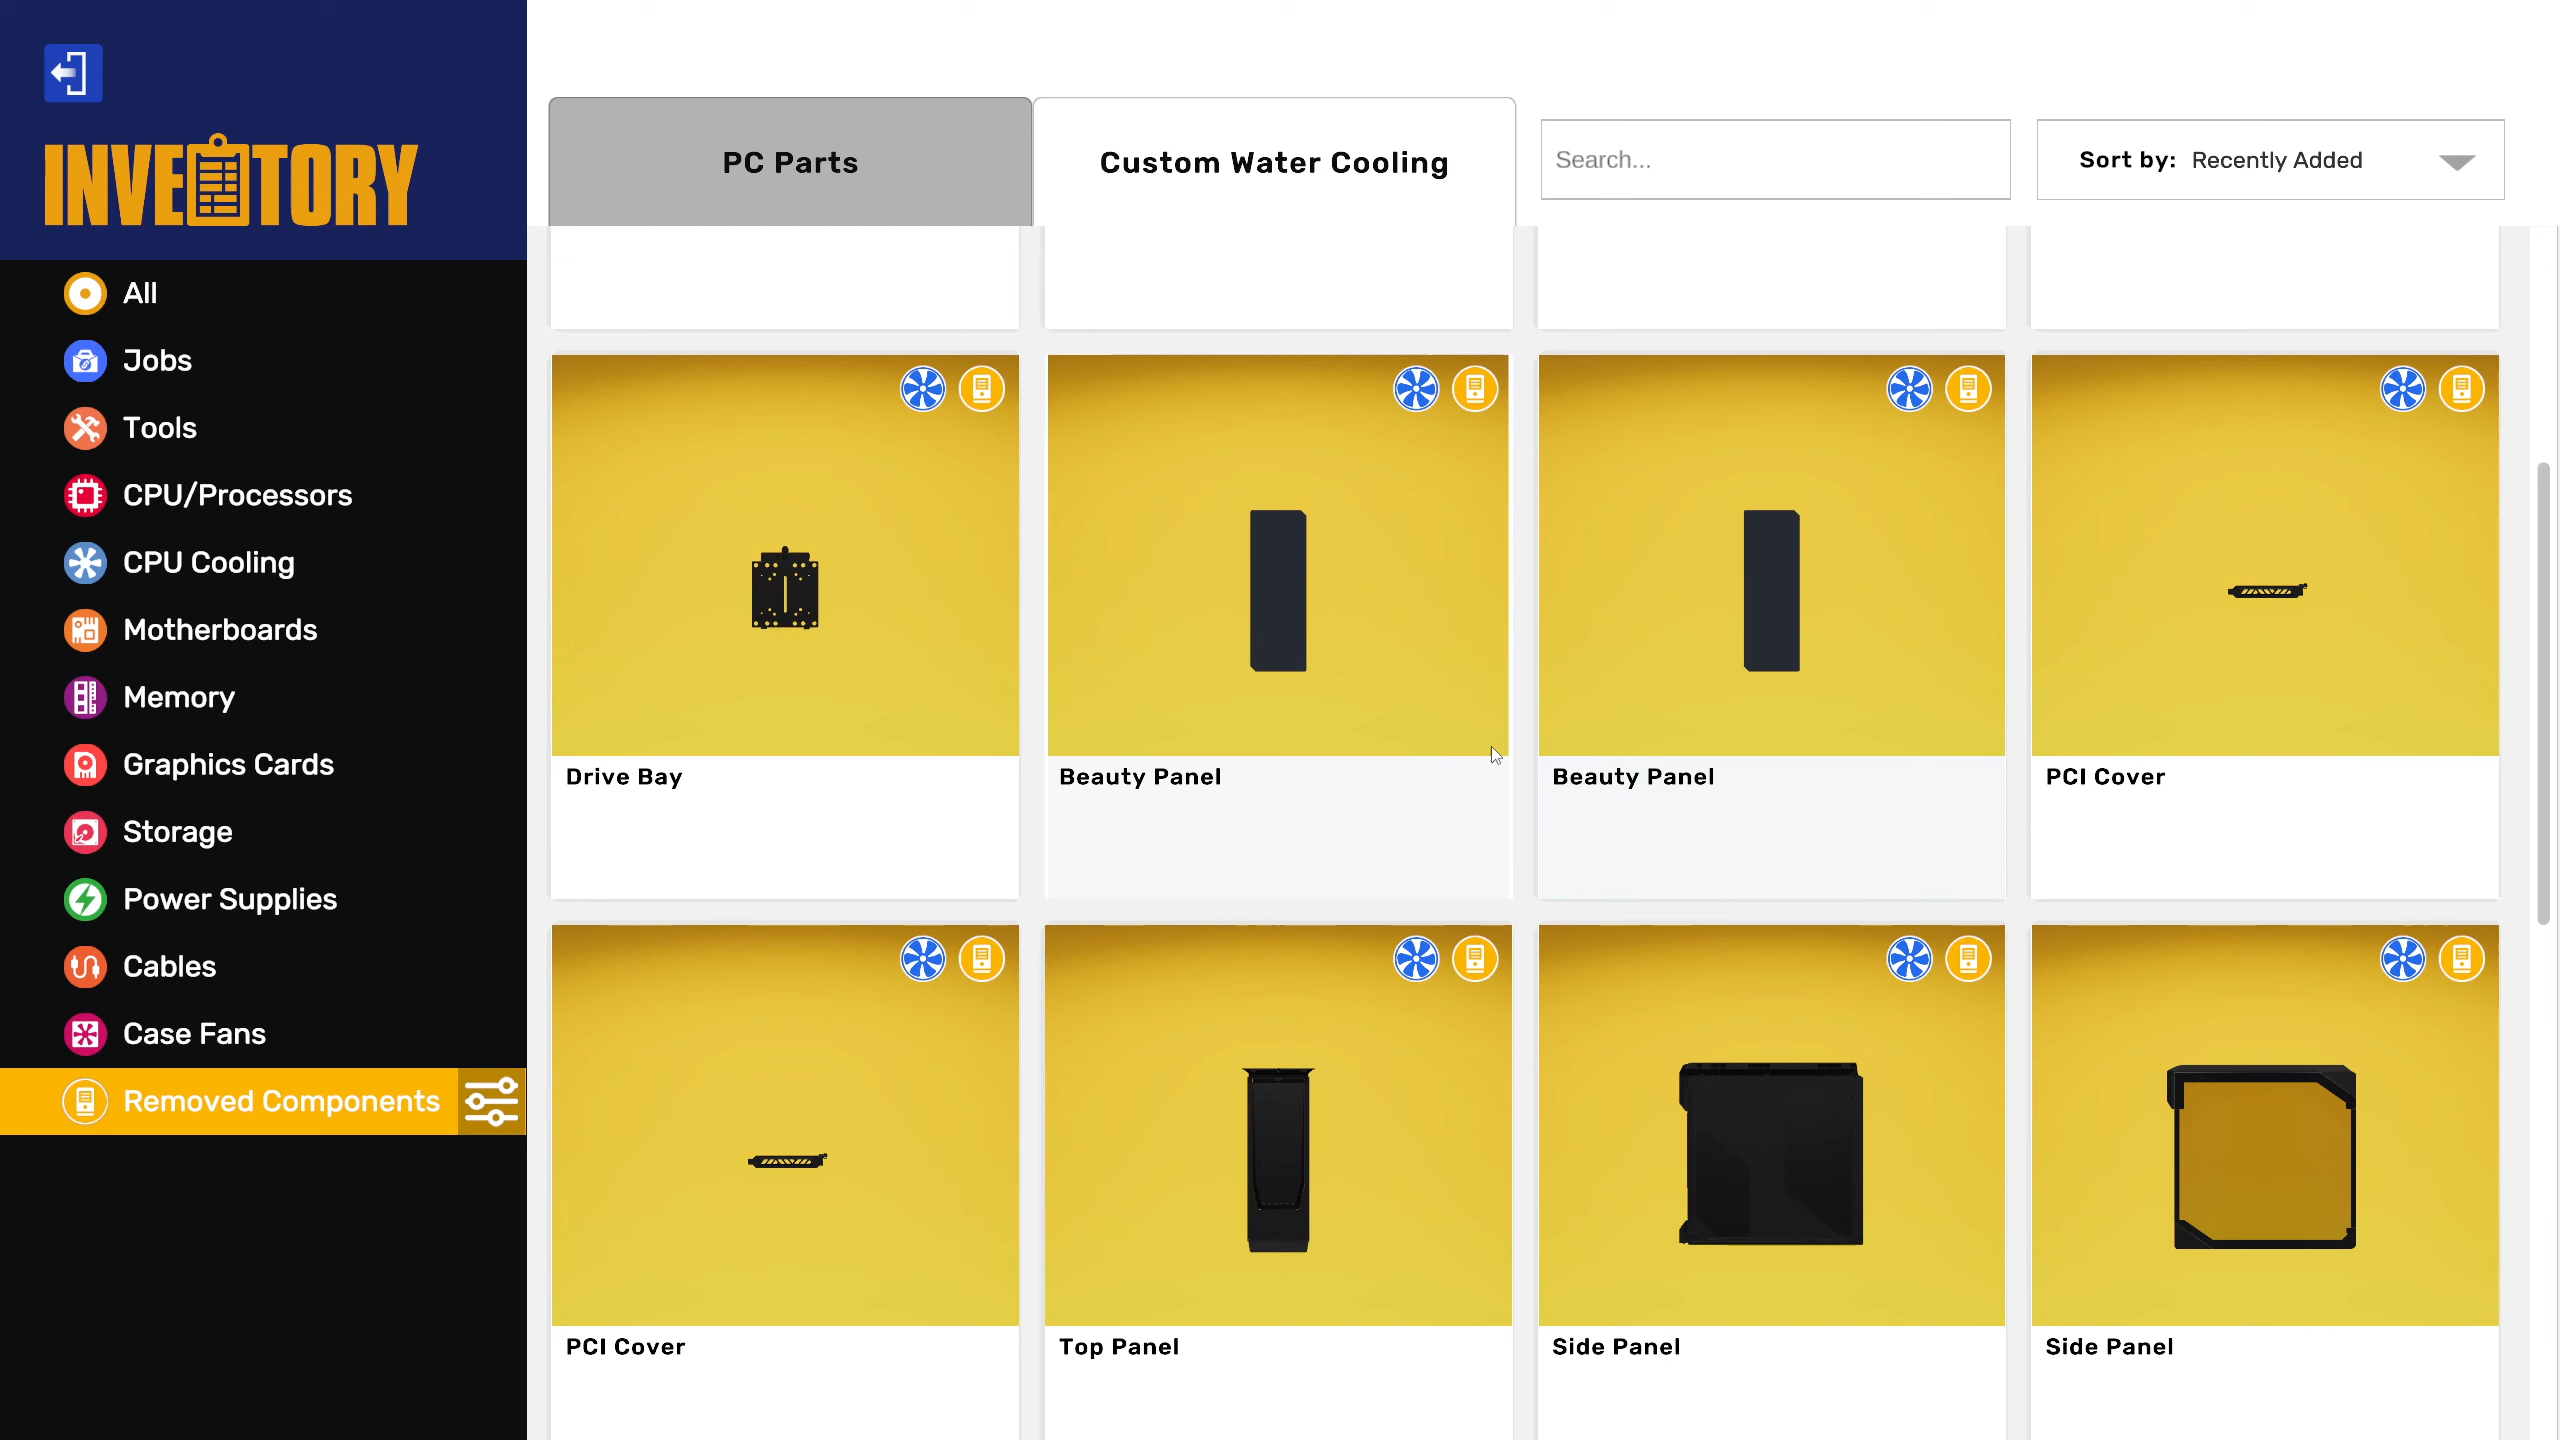 INVENTORY
All
Jobs
Tools
CPU/Processors
CPU Cooling
Motherboards
Memory
Graphics Cards
Storage
Power Supplies
Cables
Case Fans
Removed Components
PC Parts
Custom Water Cooling
Search...
Sort by: Recently Added
Drive Bay
Beauty Panel
Beauty Panel
PCI Cover
PCI Cover
Top Panel
Side Panel
Side Panel